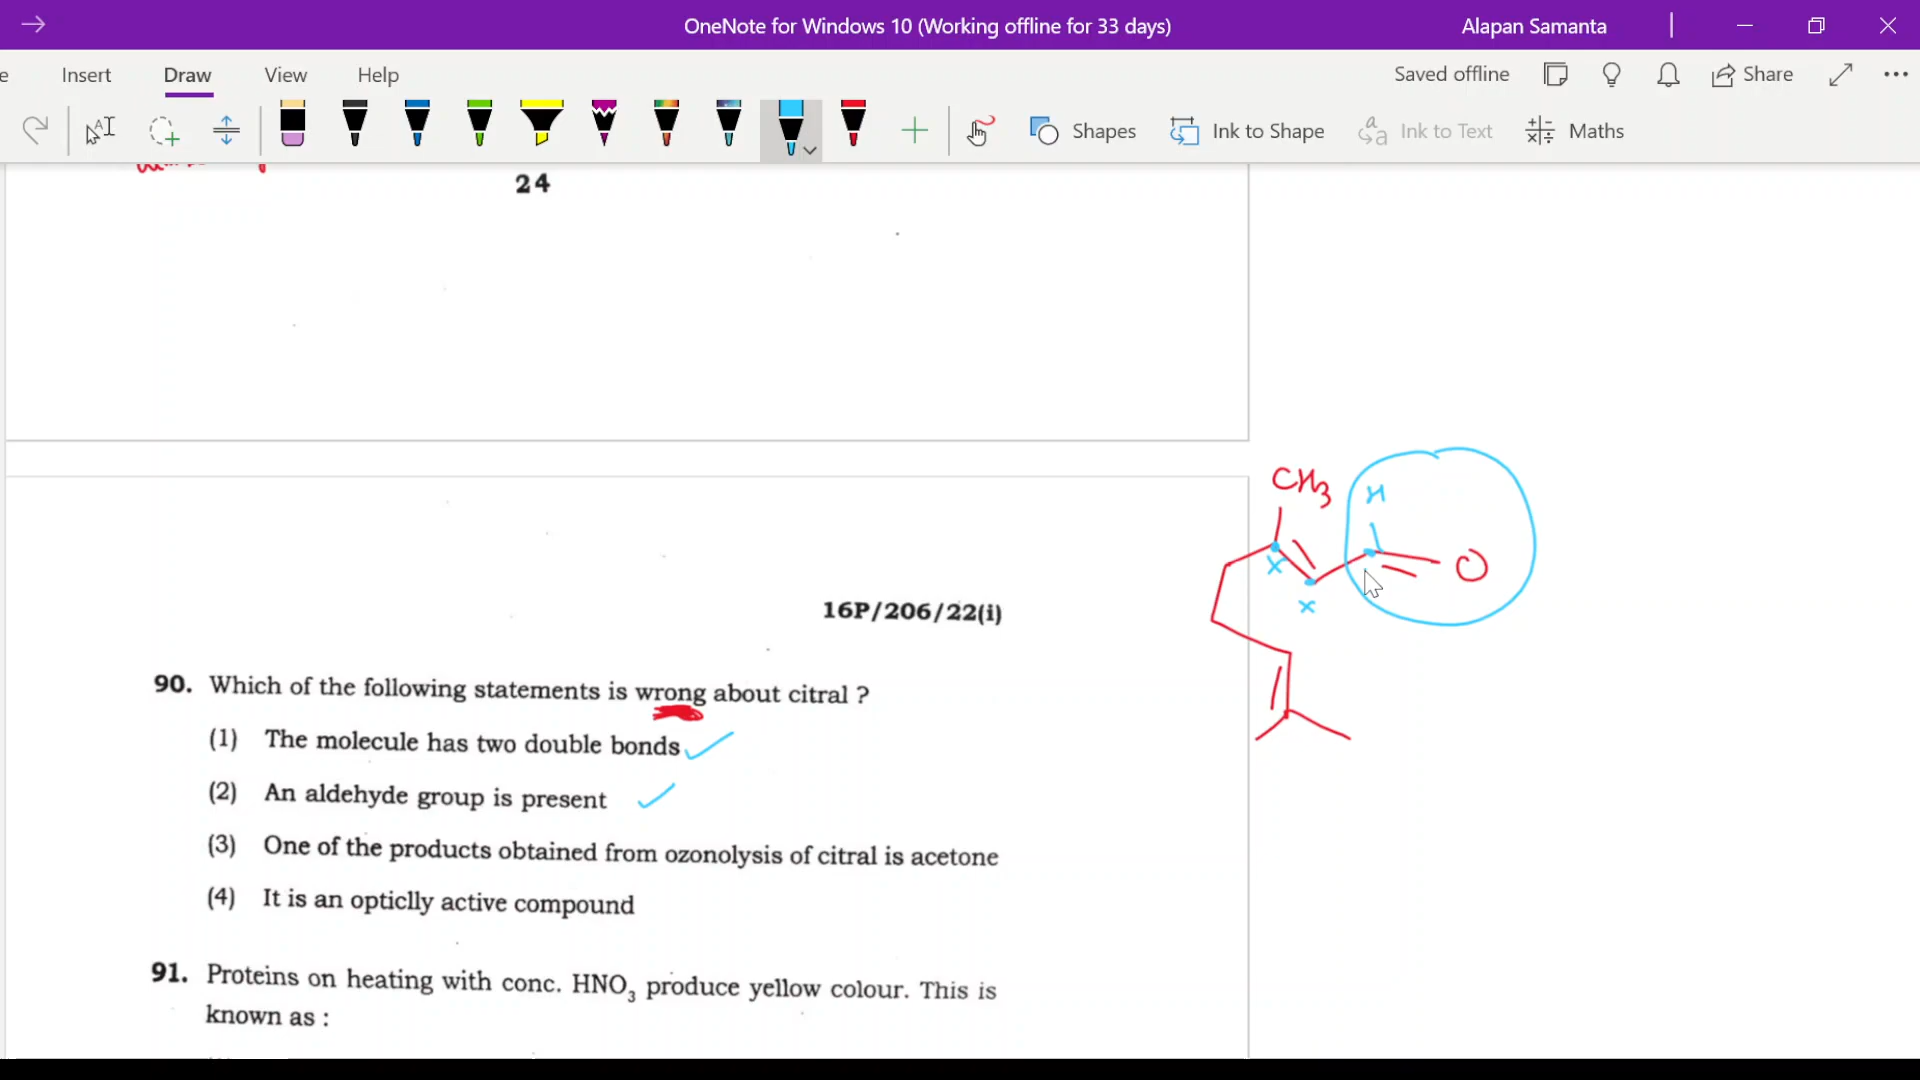 OneNote for Windows 10 (Working offline for 33 days)
Alapan Samanta
e Insert Draw View Help
Saved offline Share
Shapes Ink to Shape Ink to Text Maths
24
CH3
H
O
x
x
16P/206/22(i)
90. Which of the following statements is wrong about citral ?
(1) The molecule has two double bonds
(2) An aldehyde group is present
(3) One of the products obtained from ozonolysis of citral is acetone
(4) It is an opticlly active compound
91. Proteins on heating with conc. HNO3 produce yellow colour. This is
known as :